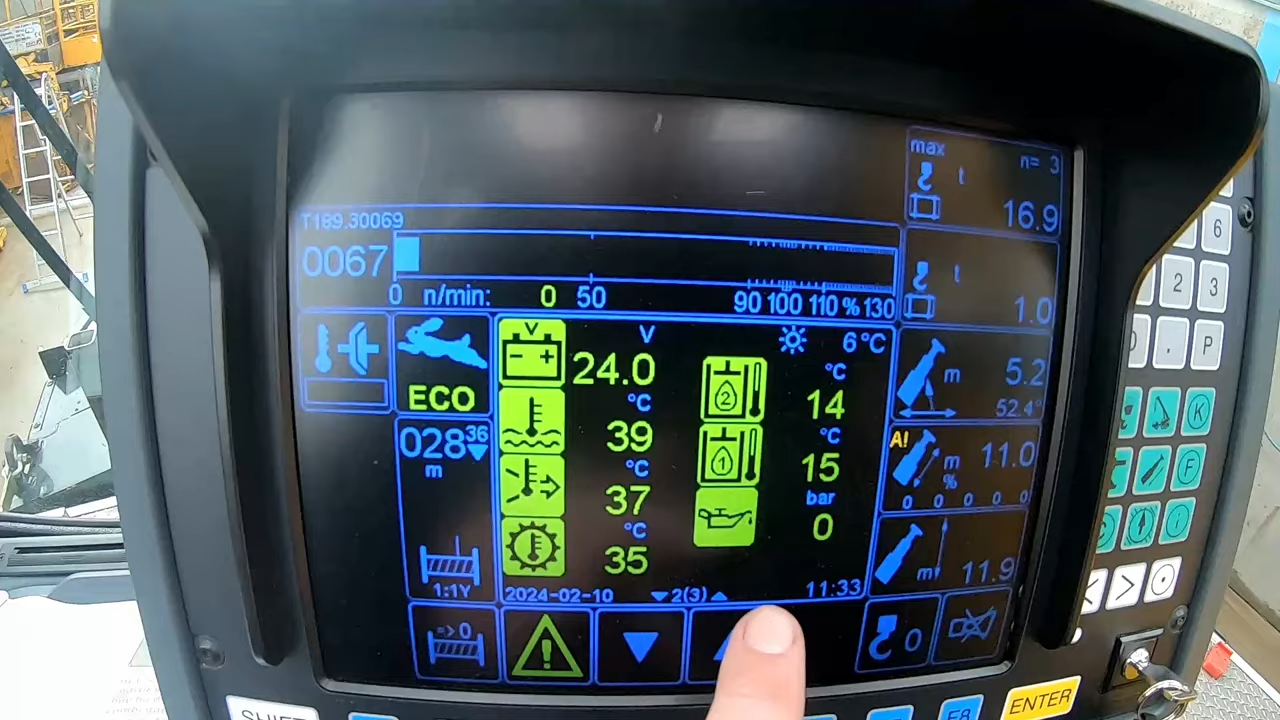 max
n= 3
t
16.9
T189.30069
0067
0 n/min: 0 50
90 100 110 % 130
t
1.0
ECO
V
24.0
6°C
m 5.2
52.4°
°C
39
°C
14
028 36
m
A!
m
%
11.0
0 0 0 0 0
°C
37
°C
15
°C
35
bar
0
m
11.9
1:1Y
2024-02-10
2(3)
11:33
=>0
0
6
2 3
. P
K
F
SHIFT
F8
ENTER